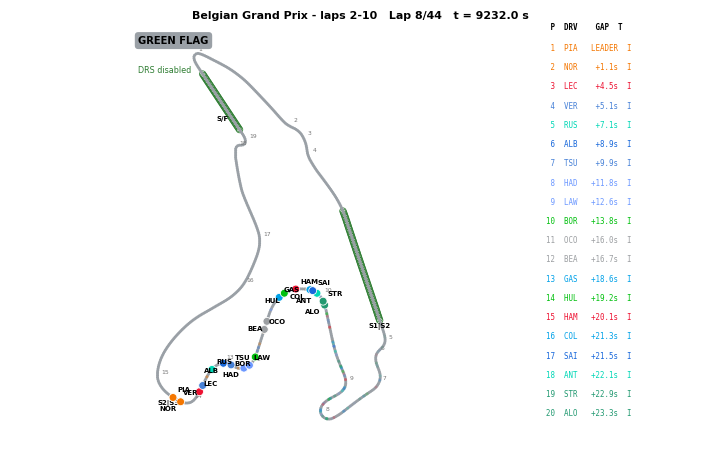 Belgian Grand Prix - laps 2-10 Lap 8/44 t = 9232.0 s
GREEN FLAG
DRS disabled
S/F
19
2
3
4
17
16
S1|S2
5
7
9
8
15
HAM
SAI
GAS
COL
ANT
STR
HUL
ALO
OCO
BEA
TSU
LAW
RUS
BOR
ALB
HAD
LEC
PIA
VER
NOR
P DRV GAP T
1 PIA LEADER I
2 NOR +1.1s I
3 LEC +4.5s I
4 VER +5.1s I
5 RUS +7.1s I
6 ALB +8.9s I
7 TSU +9.9s I
8 HAD +11.8s I
9 LAW +12.6s I
10 BOR +13.8s I
11 OCO +16.0s I
12 BEA +16.7s I
13 GAS +18.6s I
14 HUL +19.2s I
15 HAM +20.1s I
16 COL +21.3s I
17 SAI +21.5s I
18 ANT +22.1s I
19 STR +22.9s I
20 ALO +23.3s I